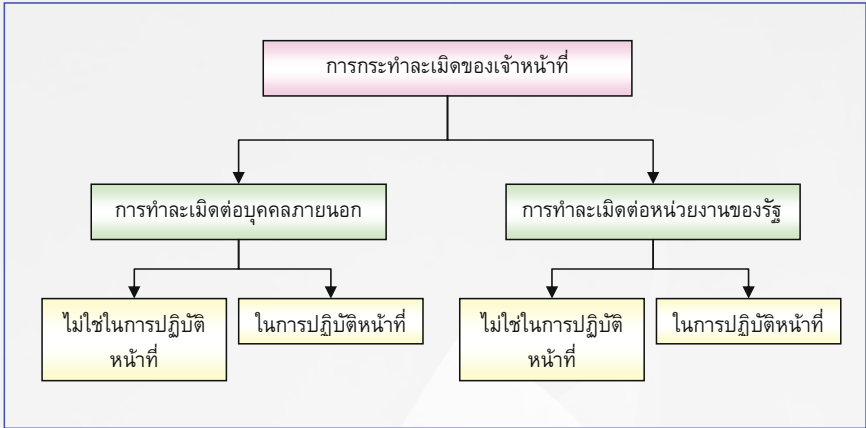 การกระทำละเมิดของเจ้าหน้าที่
การทำละเมิดต่อบุคคลภายนอก
การทำละเมิดต่อหน่วยงานของรัฐ
ไม่ใช่ในการปฏิบัติ
หน้าที่
ในการปฏิบัติหน้าที่
ไม่ใช่ในการปฏิบัติ
หน้าที่
ในการปฏิบัติหน้าที่